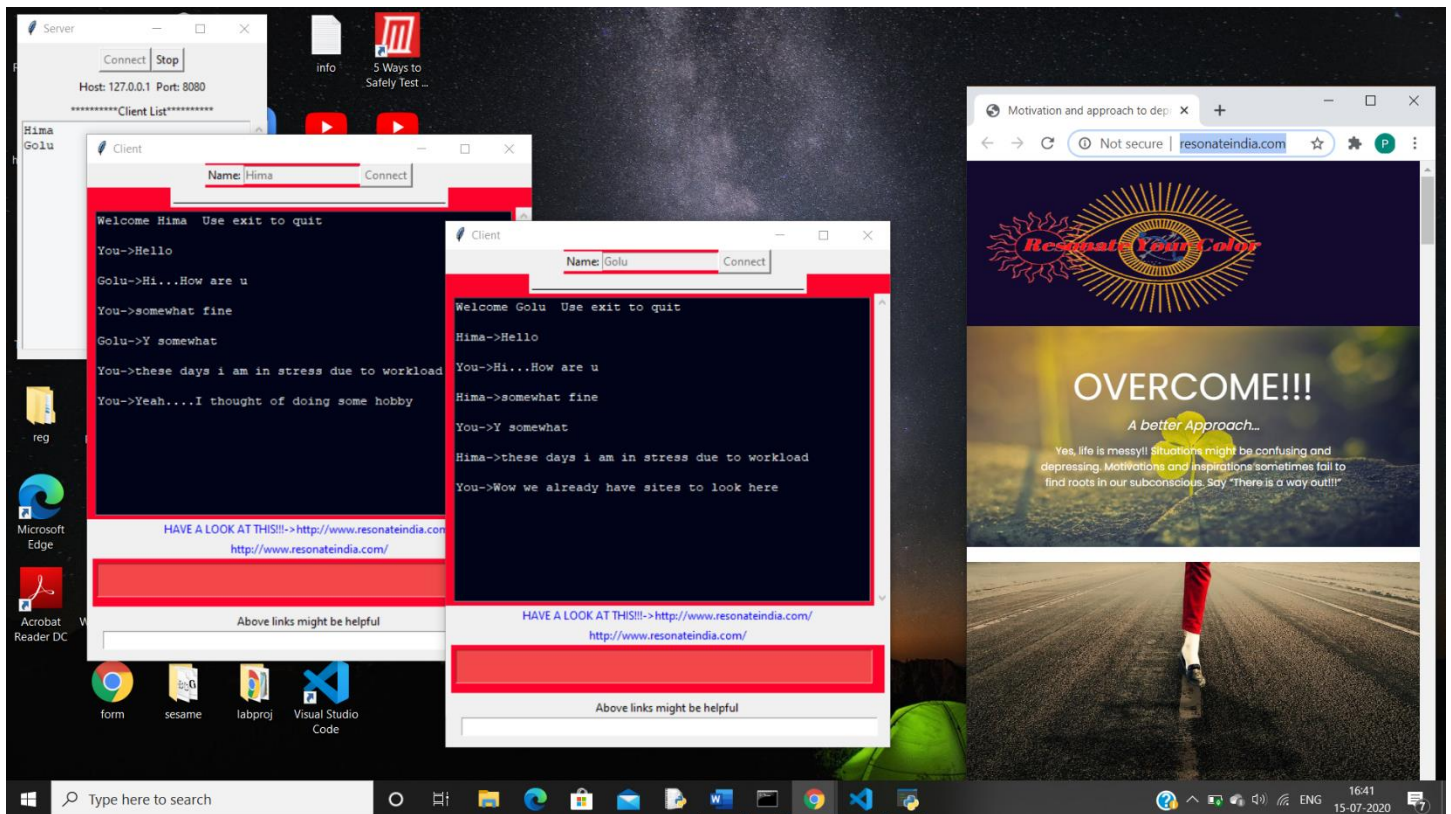 Server
Connect Stop
Host: 127.0.0.1 Port: 8080
**********Client List**********
Hima
Golu
info
5 Ways to
Safely Test ...
reg
Microsoft
Edge
Acrobat
Reader DC
form
sesame
labproj
Visual Studio
Code
Client
Name: Hima Connect
Welcome Hima  Use exit to quit
You->Hello
Golu->Hi...How are u
You->somewhat fine
Golu->Y somewhat
You->these days i am in stress due to workload
You->Yeah....I thought of doing some hobby
HAVE A LOOK AT THIS!!!->http://www.resonateindia.com
http://www.resonateindia.com/
Above links might be helpful
Client
Name: Golu Connect
Welcome Golu  Use exit to quit
Hima->Hello
You->Hi...How are u
Hima->somewhat fine
You->Y somewhat
Hima->these days i am in stress due to workload
You->Wow we already have sites to look here
HAVE A LOOK AT THIS!!!->http://www.resonateindia.com/
http://www.resonateindia.com/
Above links might be helpful
Motivation and approach to dep
Not secure | resonateindia.com
P
Resonate Your Color
OVERCOME!!!
A better Approach...
Yes, life is messy!! Situations might be confusing and
depressing. Motivations and inspirations sometimes fail to
find roots in our subconscious. Say "There is a way out!!!"
Type here to search
ENG
16:41
15-07-2020
7